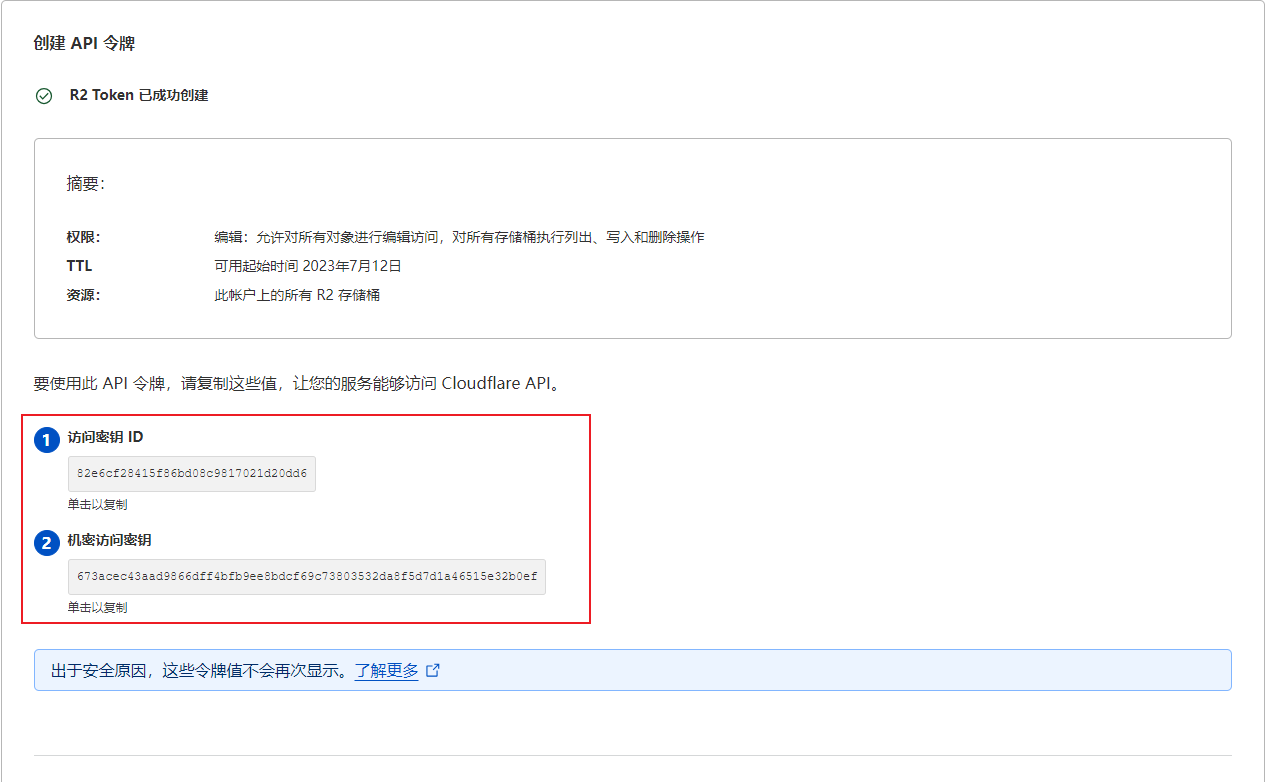 创建 API 令牌
R2 Token 已成功创建
摘要：
权限： 编辑：允许对所有对象进行编辑访问，对所有存储桶执行列出、写入和删除操作
TTL 可用起始时间 2023年7月12日
资源： 此帐户上的所有 R2 存储桶
要使用此 API 令牌，请复制这些值，让您的服务能够访问 Cloudflare API。
1 访问密钥 ID
82e6cf28415f86bd08c9817021d20dd6
单击以复制
2 机密访问密钥
673acec43aad9866dff4bfb9ee8bdcf69c73803532da8f5d7d1a46515e32b0ef
单击以复制
出于安全原因，这些令牌值不会再次显示。了解更多